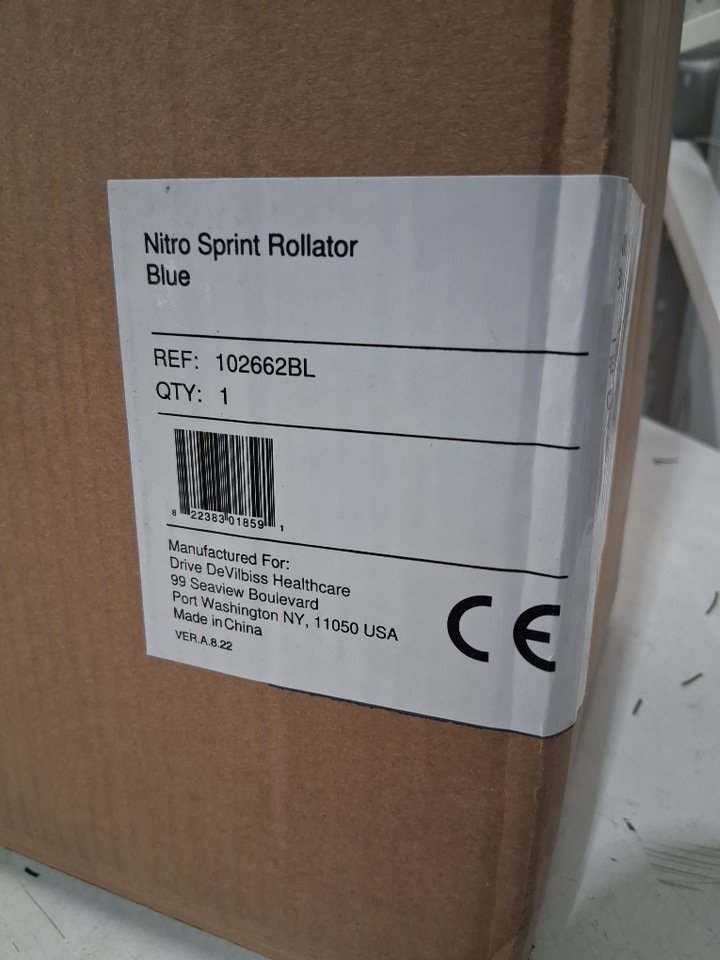 Nitro Sprint Rollator
Blue
REF: 102662BL
QTY: 1
8 22383 01859 1
Manufactured For:
Drive DeVilbiss Healthcare
99 Seaview Boulevard
Port Washington NY, 11050 USA
Made in China
VER.A.8.22
CE